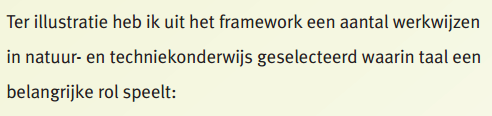 Ter illustratie heb ik uit het framework een aantal werkwijzen
in natuur- en techniekonderwijs geselecteerd waarin taal een
belangrijke rol speelt: